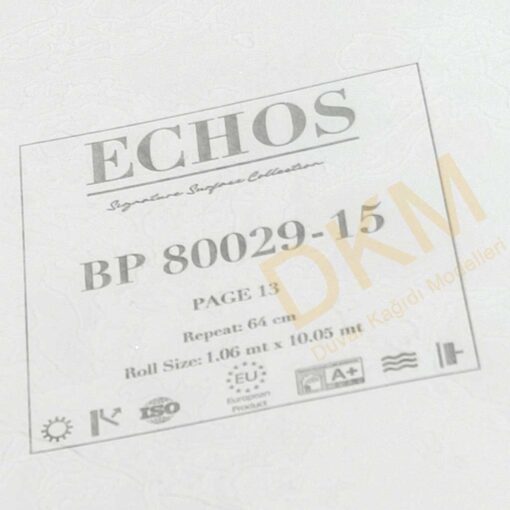 ECHOS
Signature Surface Collection
BP 80029-15
PAGE 13
Repeat: 64 cm
Roll Size: 1.06 mt x 10.05 mt
ISO
EU
European
Product
A+
DKM
Duvar Kağıdı Modelleri